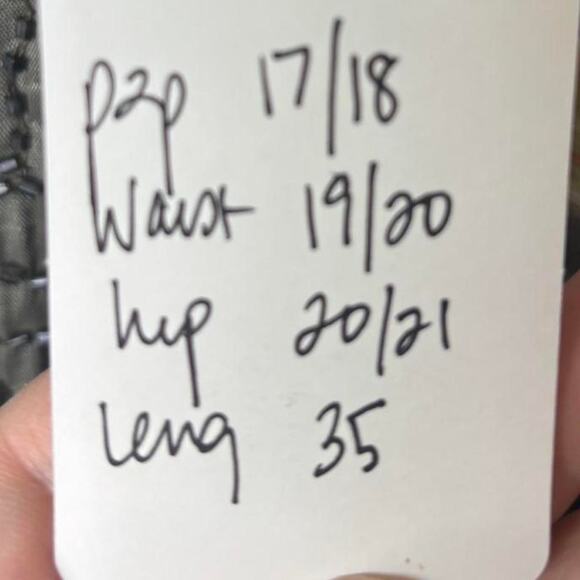 p2p 17/18
Waist 19/20
hip 20/21
leng 35